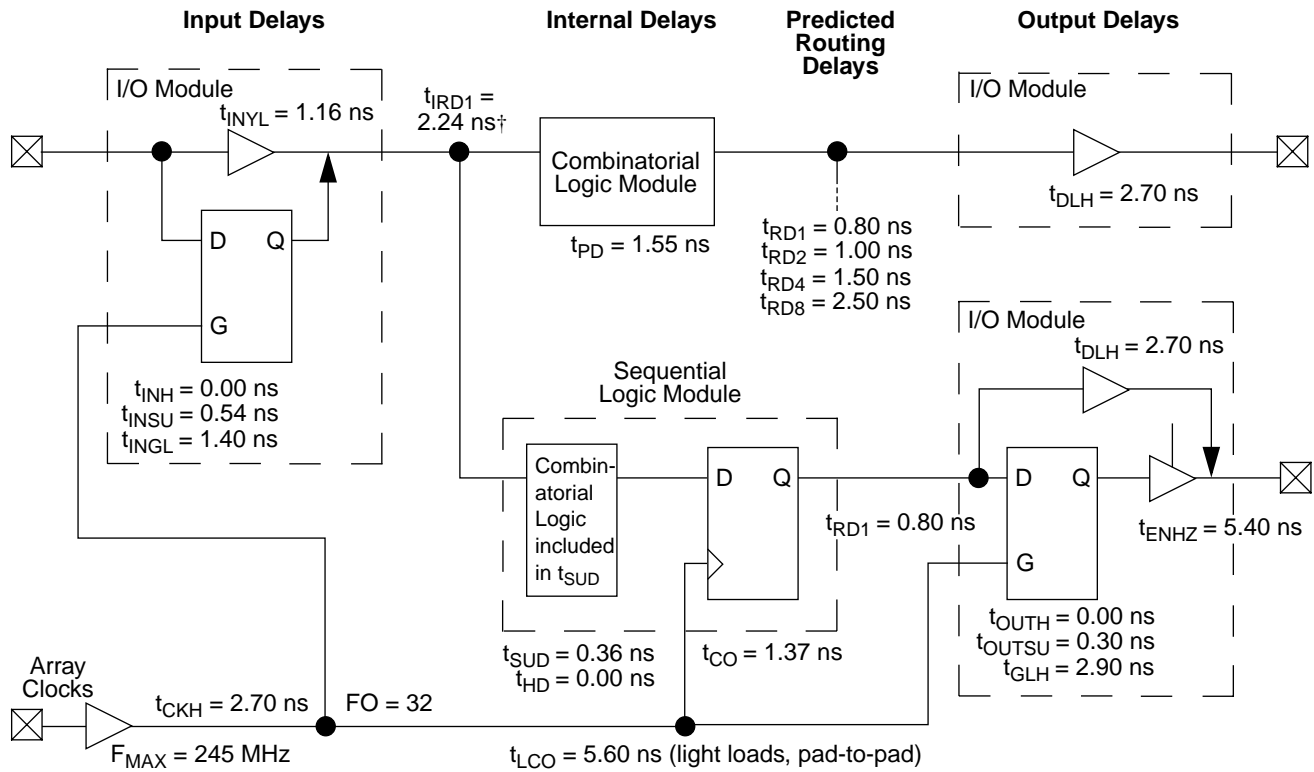 Input Delays
Internal Delays
Predicted
Routing
Delays
Output Delays
I/O Module
tINYL = 1.16 ns
D Q
G
tINH = 0.00 ns
tINSU = 0.54 ns
tINGL = 1.40 ns
tIRD1 =
2.24 ns†
Combinatorial
Logic Module
tPD = 1.55 ns
tRD1 = 0.80 ns
tRD2 = 1.00 ns
tRD4 = 1.50 ns
tRD8 = 2.50 ns
I/O Module
tDLH = 2.70 ns
Sequential
Logic Module
Combin-
atorial
Logic
included
in tSUD
D Q
tSUD = 0.36 ns
tHD = 0.00 ns
tCO = 1.37 ns
tRD1 = 0.80 ns
I/O Module
tDLH = 2.70 ns
D Q
G
tENHZ = 5.40 ns
tOUTH = 0.00 ns
tOUTSU = 0.30 ns
tGLH = 2.90 ns
Array
Clocks
tCKH = 2.70 ns
FO = 32
FMAX = 245 MHz
tLCO = 5.60 ns (light loads, pad-to-pad)